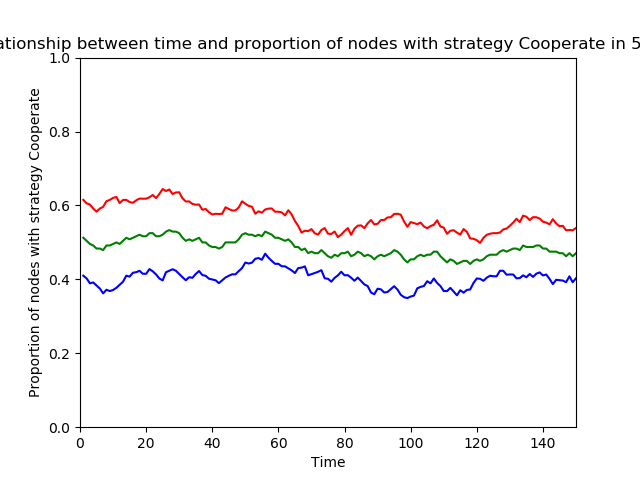 ationship between time and proportion of nodes with strategy Cooperate in 5
1.0
0.8
0.6
0.4
0.2
0.0
Proportion of nodes with strategy Cooperate
0 20 40 60 80 100 120 140
Time